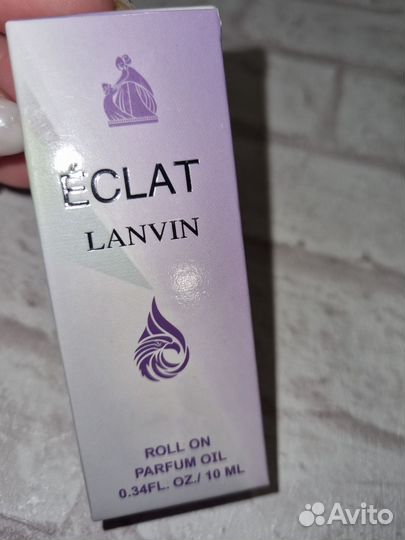 ÉCLAT
LANVIN
ROLL ON
PARFUM OIL
0.34FL. OZ./ 10 ML
Avito